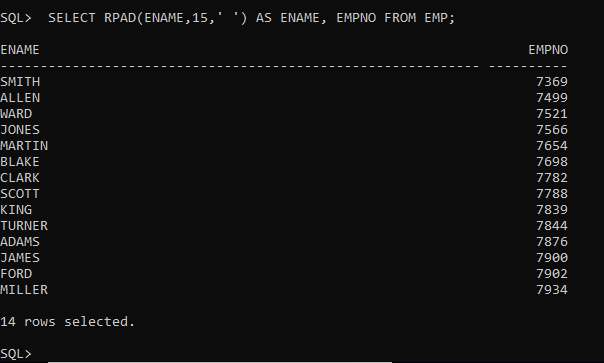 SQL>  SELECT RPAD(ENAME,15,' ') AS ENAME, EMPNO FROM EMP;
ENAME                                                             EMPNO
------------------------------------------------------------ ----------
SMITH                                                              7369
ALLEN                                                              7499
WARD                                                               7521
JONES                                                              7566
MARTIN                                                             7654
BLAKE                                                              7698
CLARK                                                              7782
SCOTT                                                              7788
KING                                                               7839
TURNER                                                             7844
ADAMS                                                              7876
JAMES                                                              7900
FORD                                                               7902
MILLER                                                             7934
14 rows selected.
SQL>